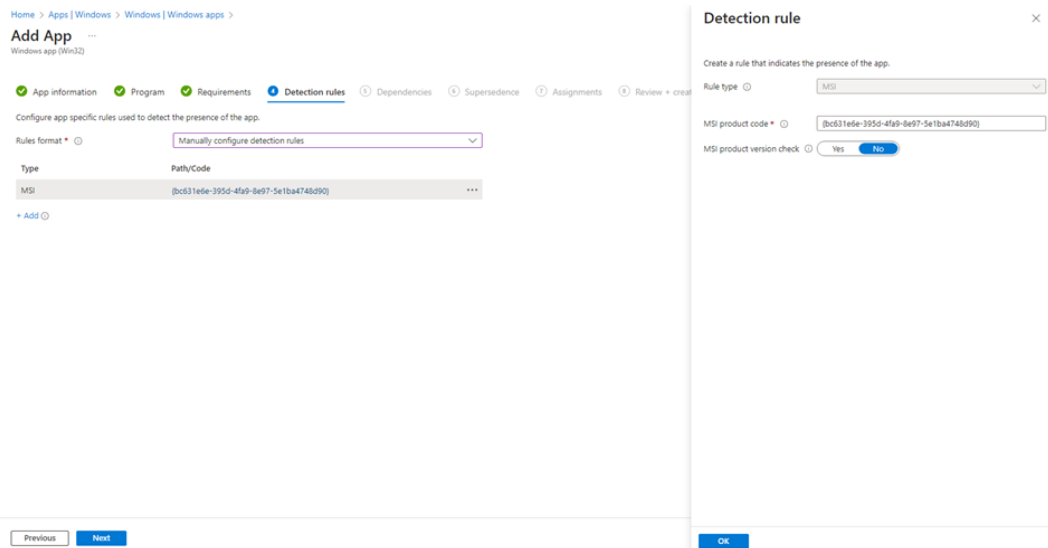 Home > Apps | Windows > Windows | Windows apps >
Add App ...
Windows app (Win32)
App information
Program
Requirements
4 Detection rules
5 Dependencies
6 Supersedence
7 Assignments
8 Review + creat
Configure app specific rules used to detect the presence of the app.
Rules format * Manually configure detection rules
Type Path/Code
MSI {bc631e6e-395d-4fa9-8e97-5e1ba4748d90} ...
+ Add
Previous Next
Detection rule
Create a rule that indicates the presence of the app.
Rule type MSI
MSI product code * {bc631e6e-395d-4fa9-8e97-5e1ba4748d90}
MSI product version check Yes No
OK